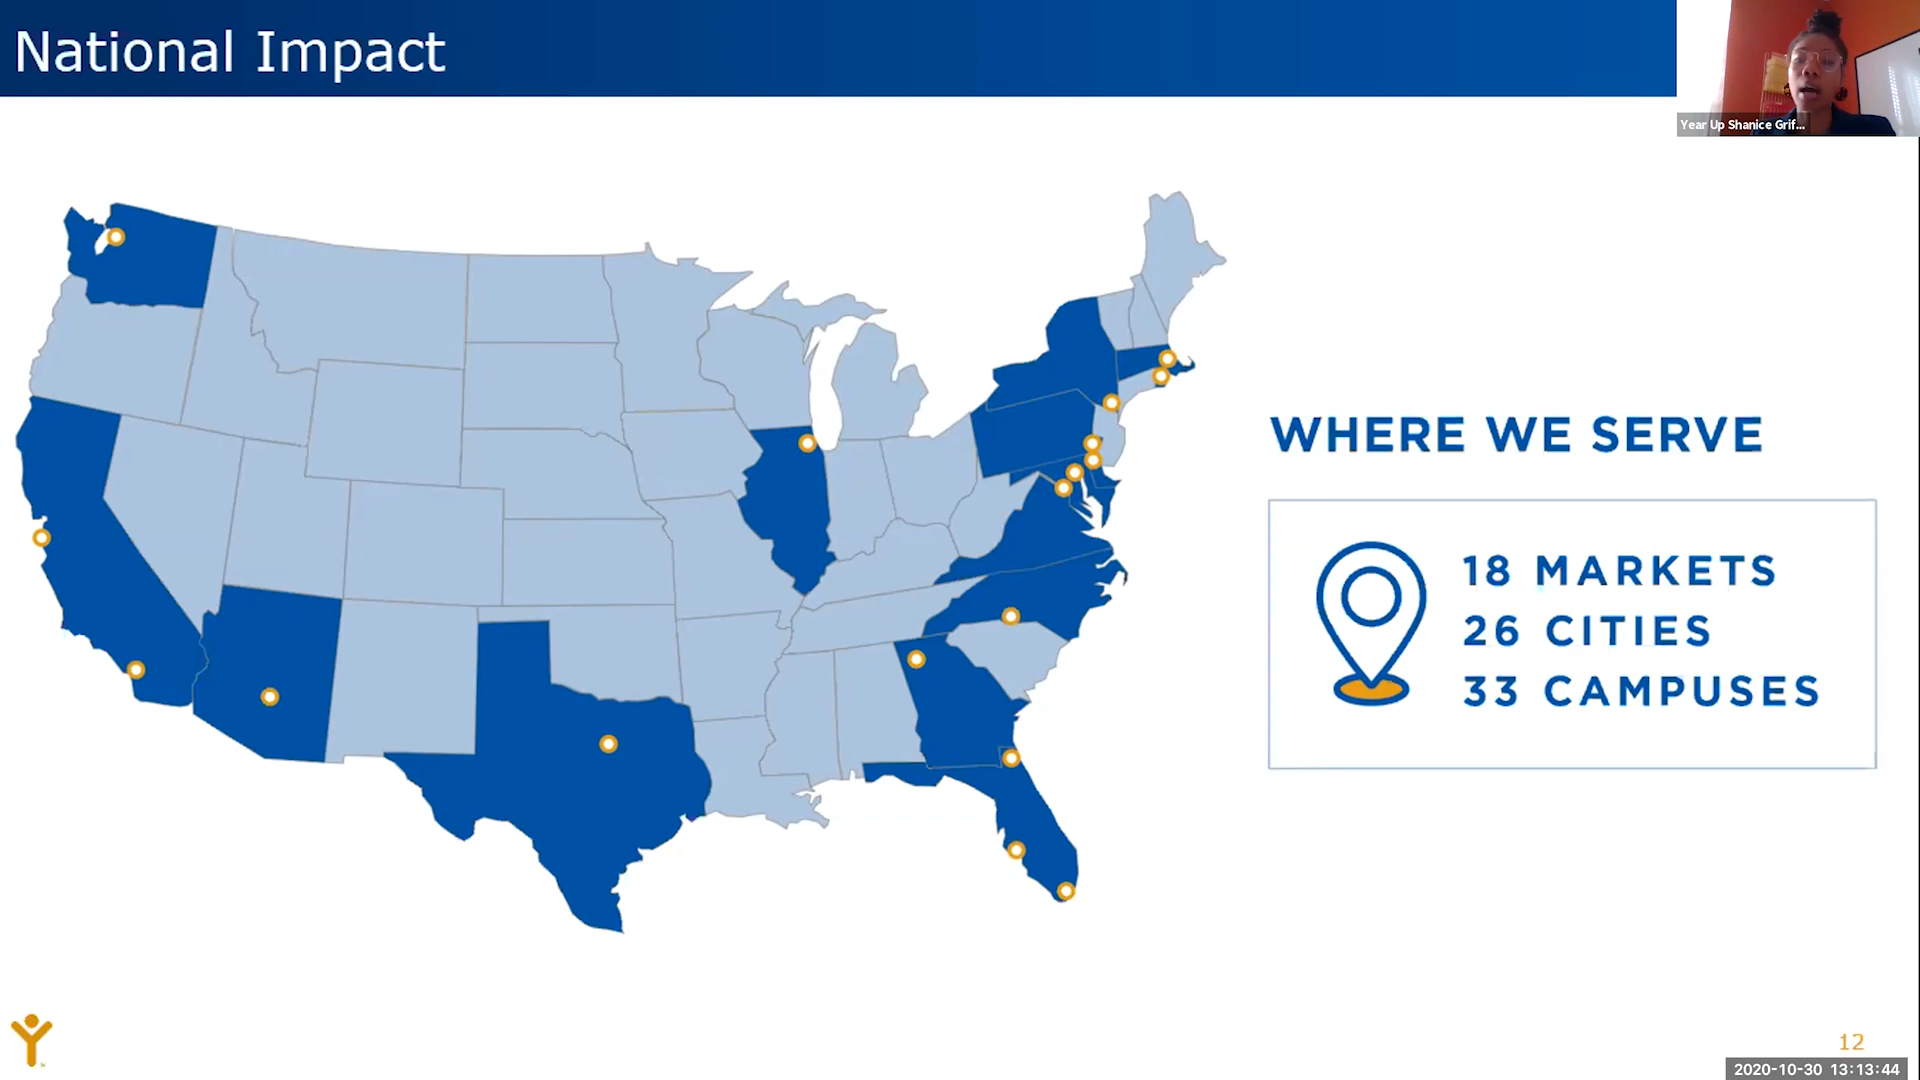 National Impact
Year Up Shanice Grif...
WHERE WE SERVE
18 MARKETS
26 CITIES
33 CAMPUSES
12
2020-10-30 13:13:44